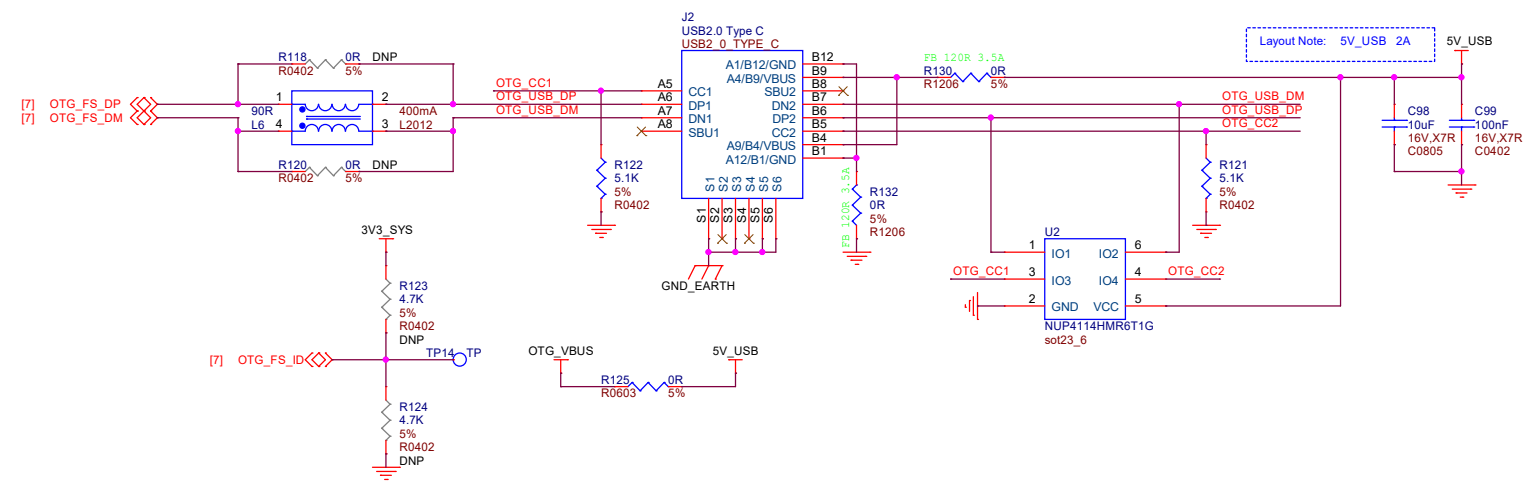 J2
USB2.0 Type C
USB2_0_TYPE_C
Layout Note: 5V_USB 2A
5V_USB
R118 0R DNP
R0402 5%
[7] OTG_FS_DP
[7] OTG_FS_DM
1 2
90R 400mA
L6 4 3 L2012
R120 0R DNP
R0402 5%
OTG_CC1
OTG_USB_DP
OTG_USB_DM
A5
A6
A7
A8
CC1
DP1
DN1
SBU1
A1/B12/GND
A4/B9/VBUS
SBU2
DN2
DP2
CC2
A9/B4/VBUS
A12/B1/GND
B12
B9
B8
B7
B6
B5
B4
B1
S1 S2 S3 S4 S5 S6
S1 S2 S3 S4 S5 S6
GND_EARTH
R122
5.1K
5%
R0402
FB 120R 3.5A
R130 0R
R1206 5%
OTG_USB_DM
OTG_USB_DP
OTG_CC2
FB 120R 3.5A
R132
0R
5%
R1206
R121
5.1K
5%
R0402
C98
10uF
16V,X7R
C0805
C99
100nF
16V,X7R
C0402
U2
1 IO1 IO2 6
OTG_CC1 3 IO3 IO4 4 OTG_CC2
2 GND VCC 5
NUP4114HMR6T1G
sot23_6
3V3_SYS
R123
4.7K
5%
R0402
DNP
[7] OTG_FS_ID
TP14 TP
R124
4.7K
5%
R0402
DNP
OTG_VBUS 5V_USB
R125 0R
R0603 5%